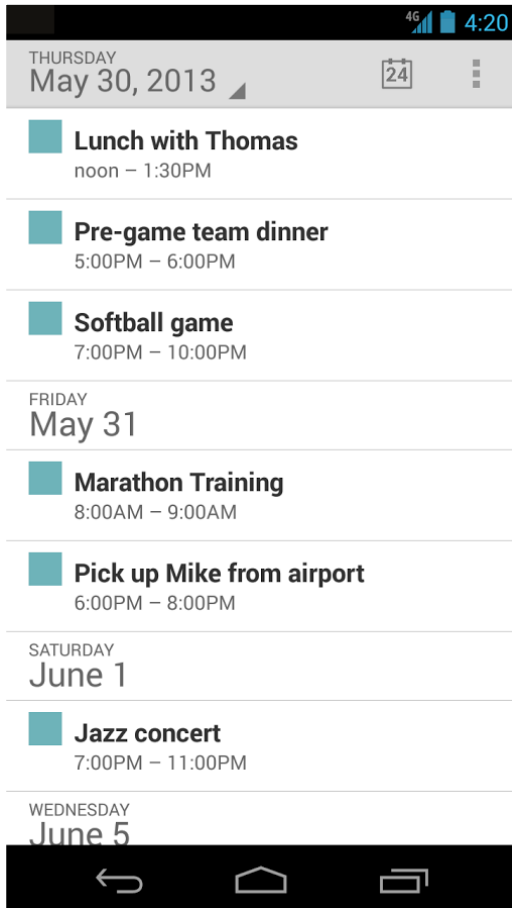 4G 4:20
THURSDAY
May 30, 2013
24
Lunch with Thomas
noon – 1:30PM
Pre-game team dinner
5:00PM – 6:00PM
Softball game
7:00PM – 10:00PM
FRIDAY
May 31
Marathon Training
8:00AM – 9:00AM
Pick up Mike from airport
6:00PM – 8:00PM
SATURDAY
June 1
Jazz concert
7:00PM – 11:00PM
WEDNESDAY
June 5